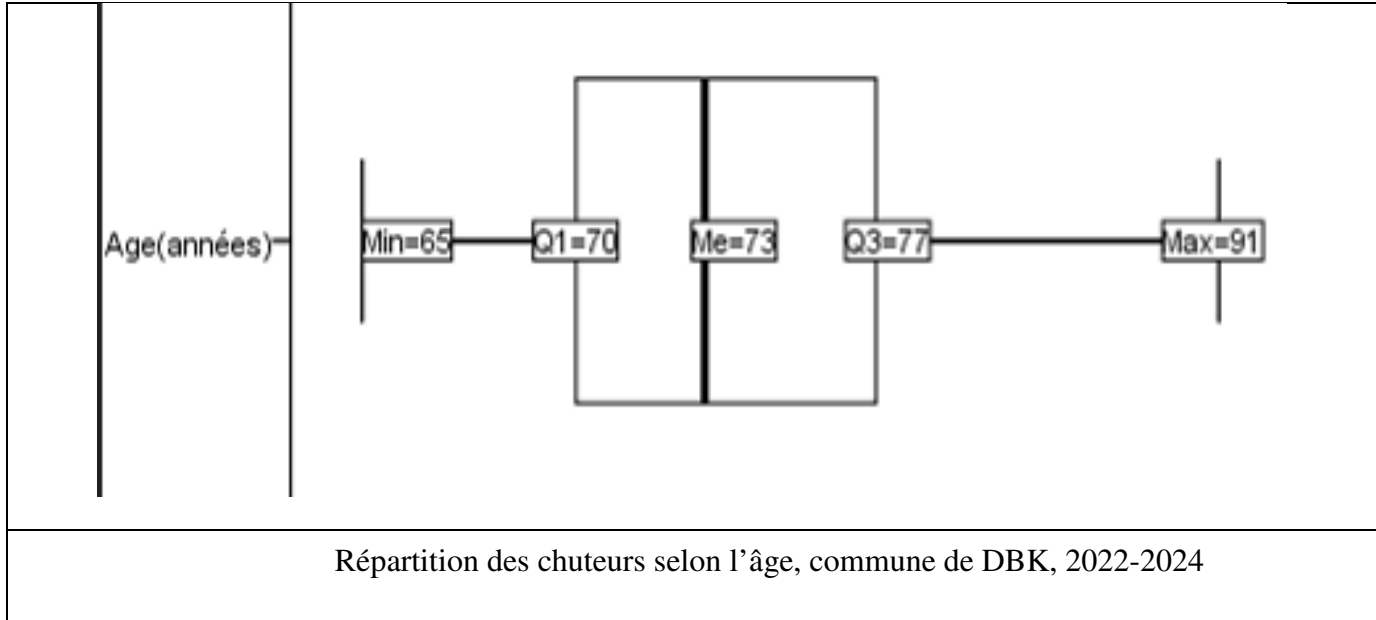 Age(années)
Min=65 Q1=70 Me=73 Q3=77 Max=91
Répartition des chuteurs selon l’âge, commune de DBK, 2022-2024